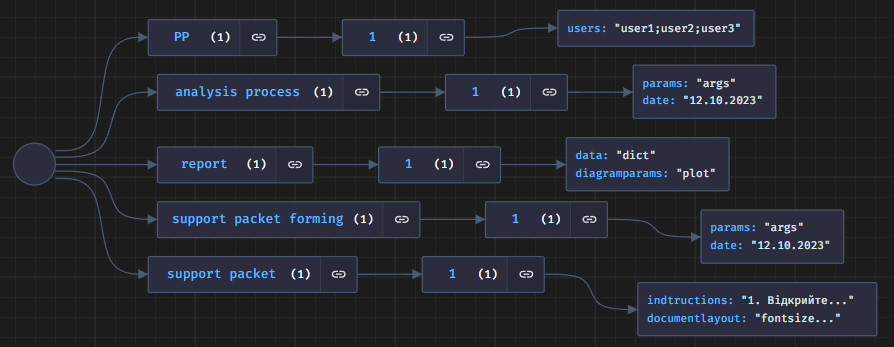 PP (1) 1 (1) users: "user1;user2;user3"
analysis process (1) 1 (1) params: "args"
date: "12.10.2023"
report (1) 1 (1) data: "dict"
diagramparams: "plot"
support packet forming (1) 1 (1) params: "args"
date: "12.10.2023"
support packet (1) 1 (1) indtructions: "1. Відкрийте..."
documentlayout: "fontsize..."